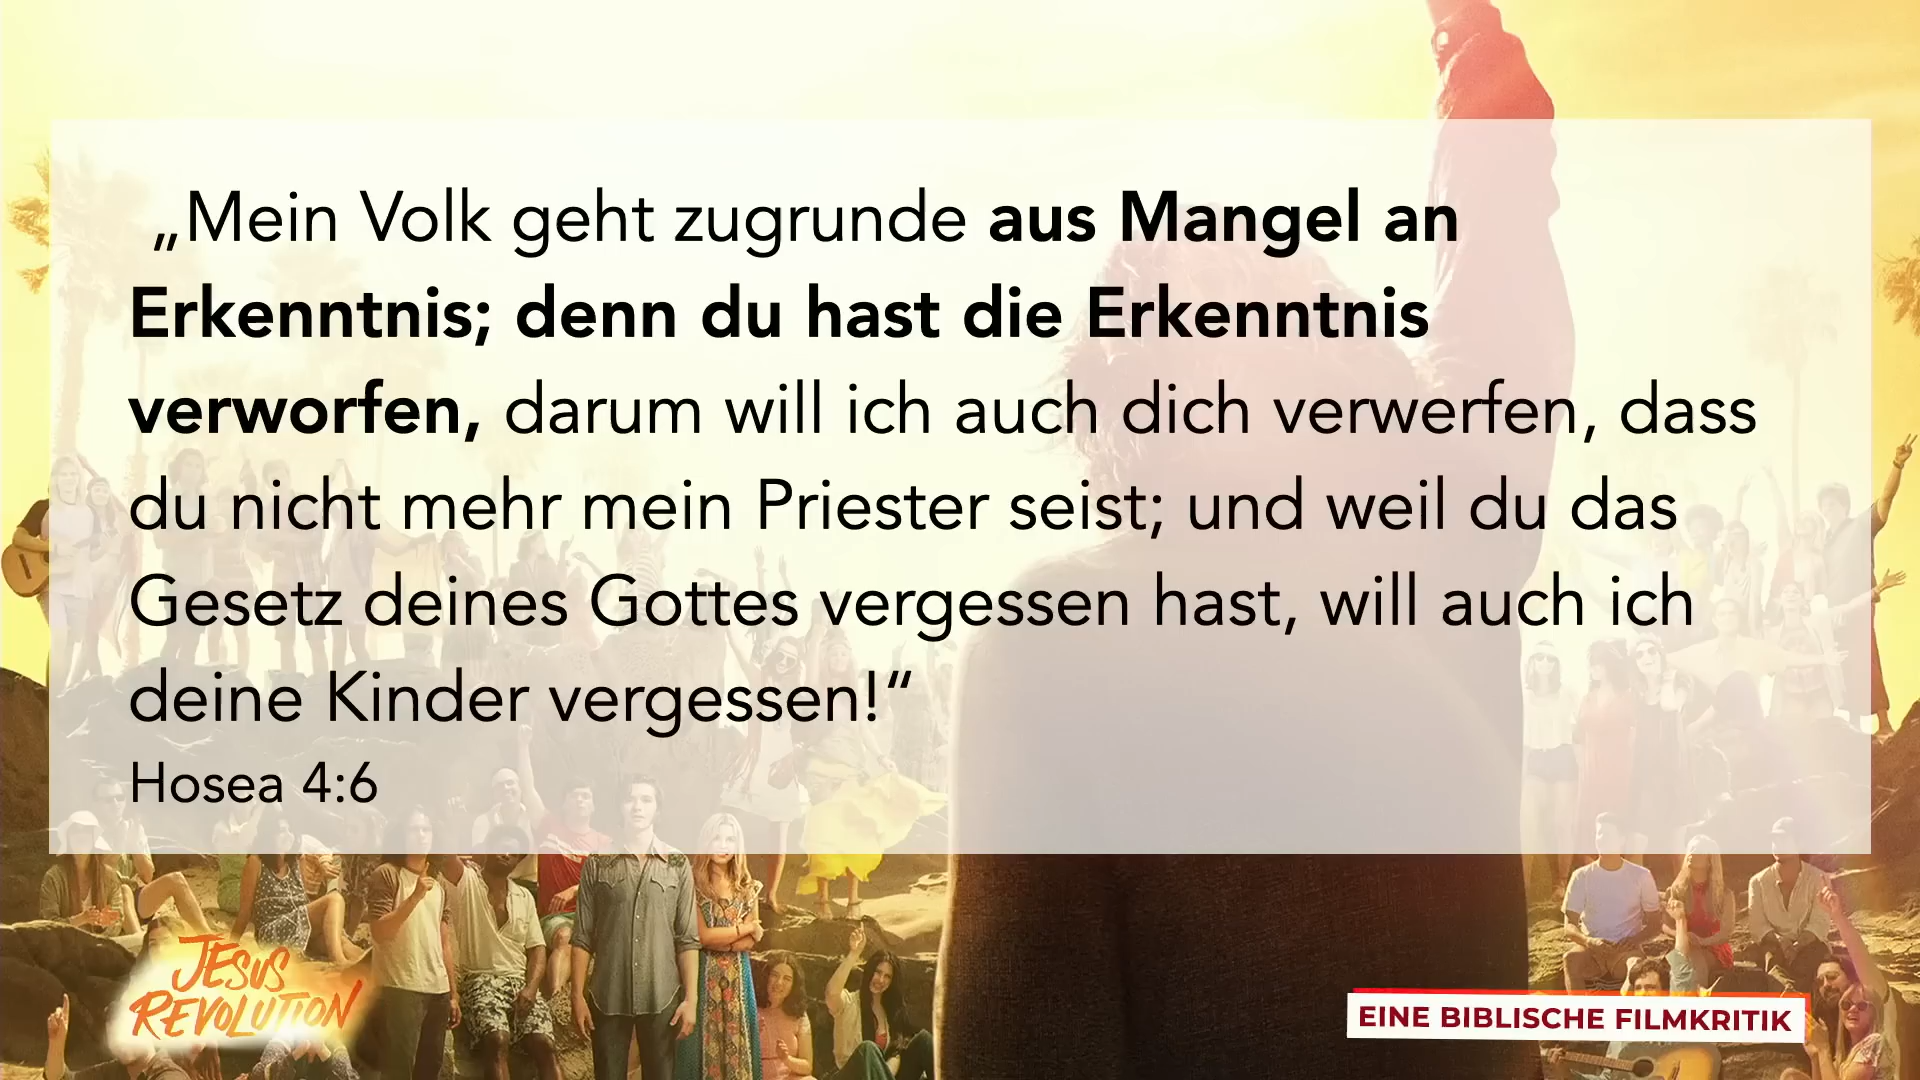 „Mein Volk geht zugrunde aus Mangel an
Erkenntnis; denn du hast die Erkenntnis
verworfen, darum will ich auch dich verwerfen, dass
du nicht mehr mein Priester seist; und weil du das
Gesetz deines Gottes vergessen hast, will auch ich
deine Kinder vergessen!“
Hosea 4:6
JESUS
REVOLUTION
EINE BIBLISCHE FILMKRITIK